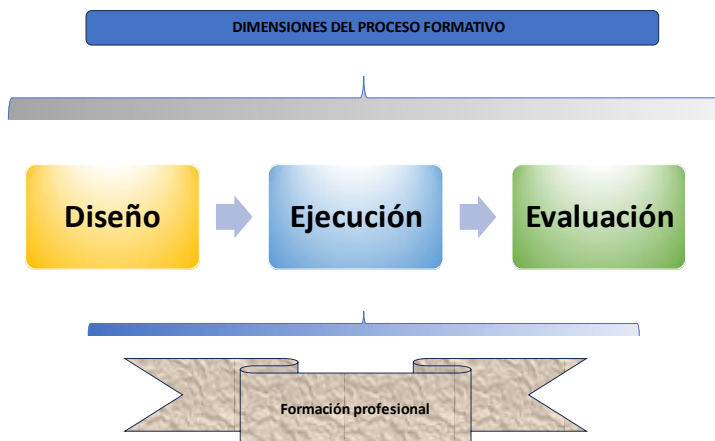 DIMENSIONES DEL PROCESO FORMATIVO
Diseño
Ejecución
Evaluación
Formación profesional